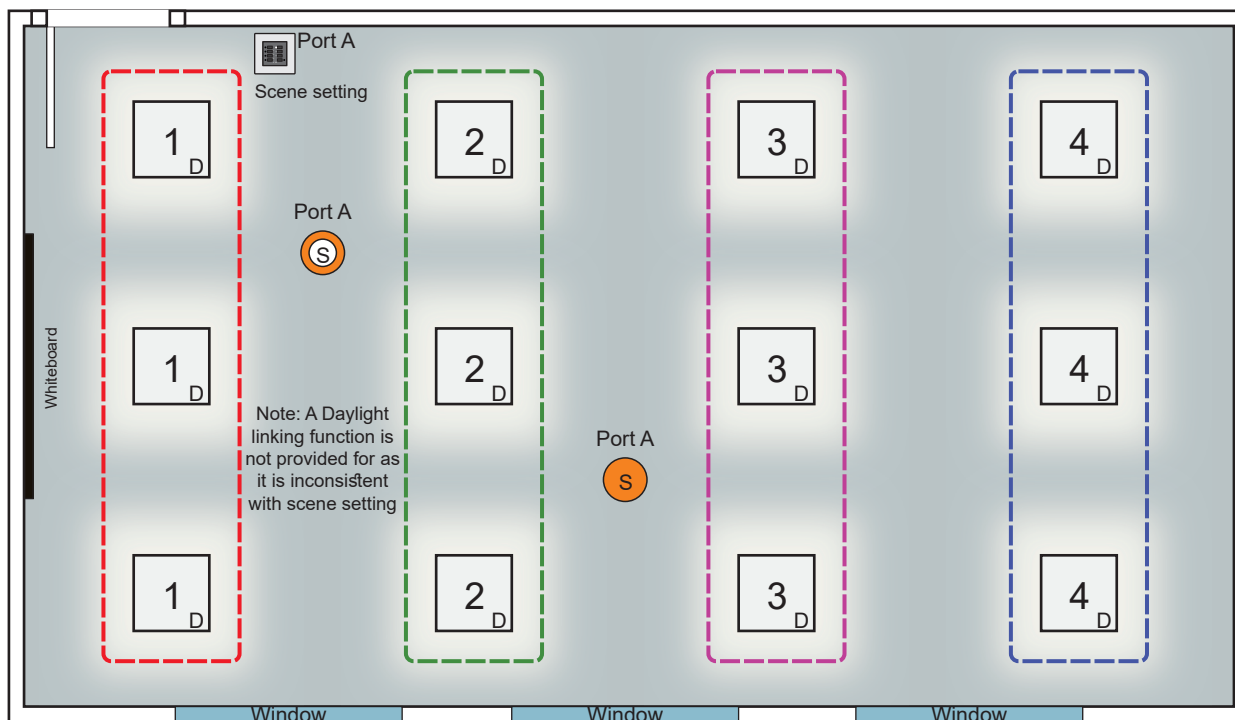 Port A
Scene setting
1
D
2
D
3
D
4
D
Port A
S
Whiteboard
1
D
2
D
3
D
4
D
Note: A Daylight
linking function is
not provided for as
it is inconsistent
with scene setting
Port A
S
1
D
2
D
3
D
4
D
Window
Window
Window